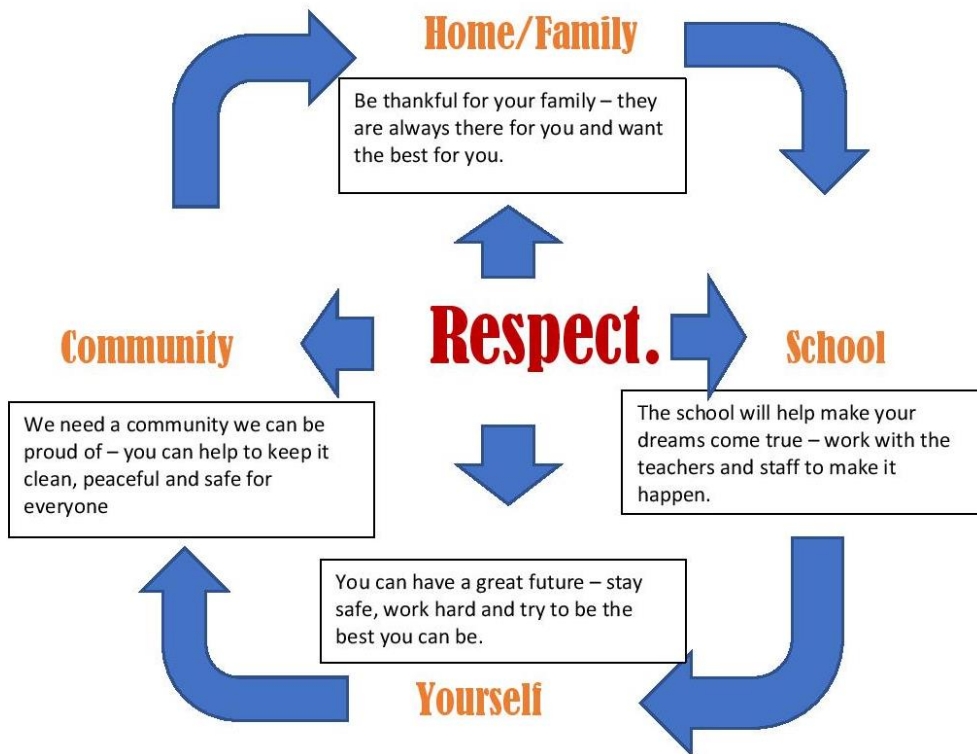 Home/Family
Be thankful for your family – they
are always there for you and want
the best for you.
Respect.
Community
We need a community we can be
proud of – you can help to keep it
clean, peaceful and safe for
everyone
School
The school will help make your
dreams come true – work with the
teachers and staff to make it
happen.
You can have a great future – stay
safe, work hard and try to be the
best you can be.
Yourself